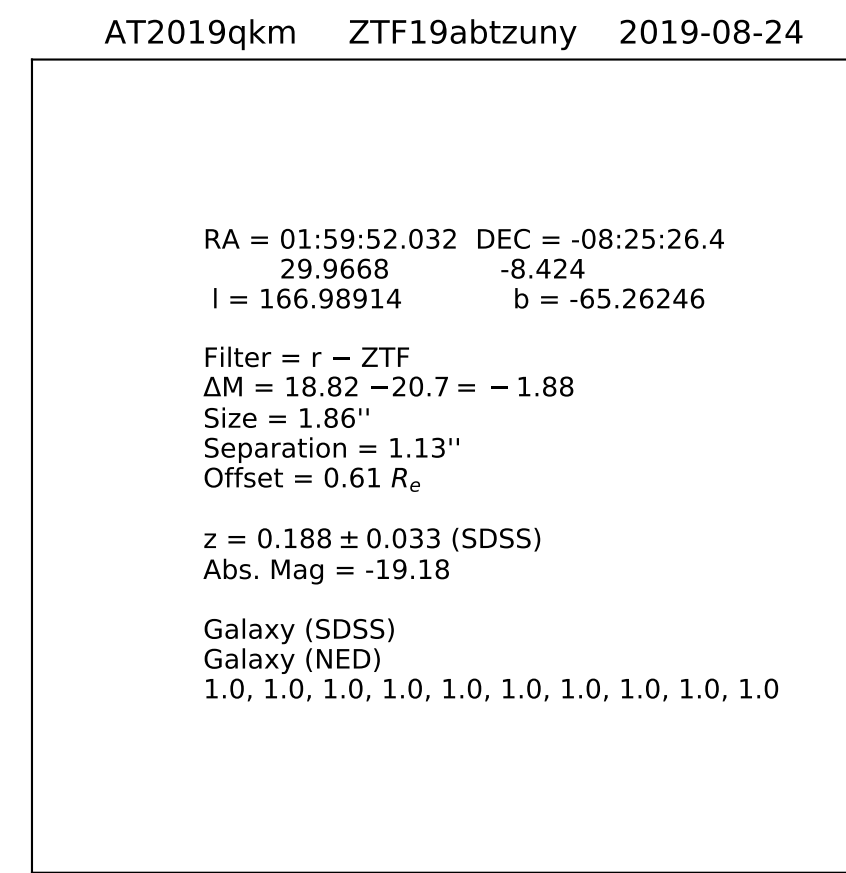 AT2019qkm ZTF19abtzuny 2019-08-24
RA = 01:59:52.032 DEC = -08:25:26.4
29.9668 -8.424
l = 166.98914 b = -65.26246
Filter = r − ZTF
ΔM = 18.82 −20.7 = − 1.88
Size = 1.86''
Separation = 1.13''
Offset = 0.61 Rₑ
z = 0.188 ± 0.033 (SDSS)
Abs. Mag = -19.18
Galaxy (SDSS)
Galaxy (NED)
1.0, 1.0, 1.0, 1.0, 1.0, 1.0, 1.0, 1.0, 1.0, 1.0